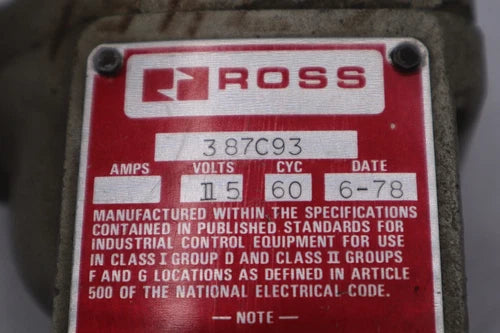 ROSS
387C93
AMPS VOLTS CYC DATE
115 60 6-78
MANUFACTURED WITHIN THE SPECIFICATIONS
CONTAINED IN PUBLISHED STANDARDS FOR
INDUSTRIAL CONTROL EQUIPMENT FOR USE
IN CLASS I GROUP D AND CLASS II GROUPS
F AND G LOCATIONS AS DEFINED IN ARTICLE
500 OF THE NATIONAL ELECTRICAL CODE.
— NOTE —